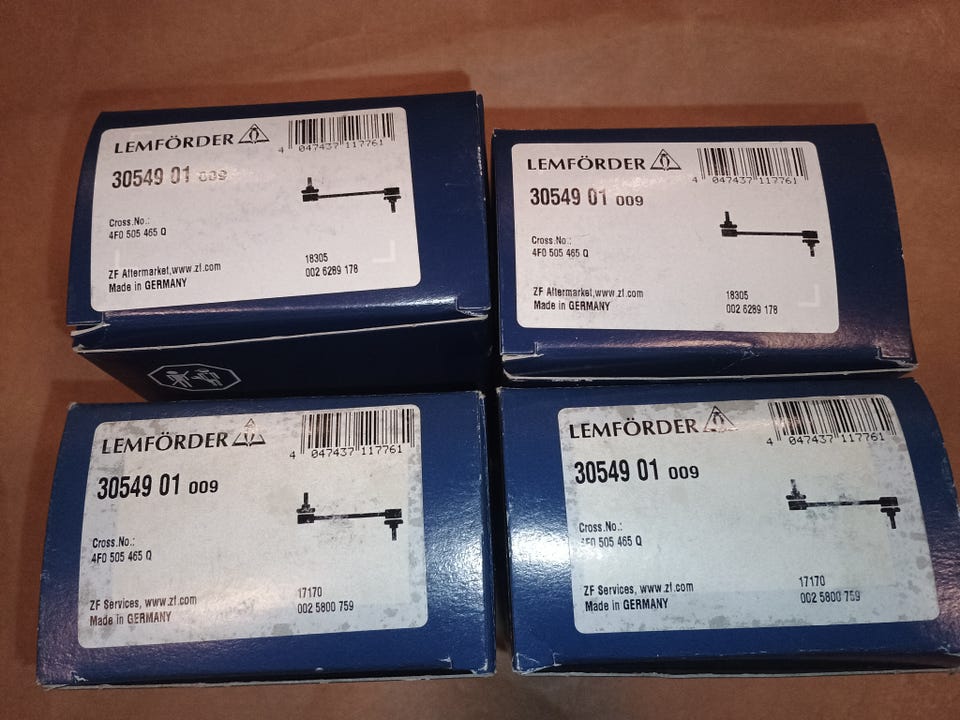 LEMFÖRDER
4 047437 117761
30549 01 009
Cross.No.:
4F0 505 465 Q
ZF Aftermarket,www.zf.com
Made in GERMANY
18305
002 6289 178
LEMFÖRDER
4 047437 117761
30549 01 009
Cross.No.:
4F0 505 465 Q
ZF Aftermarket,www.zf.com
Made in GERMANY
18305
002 6289 178
LEMFÖRDER
4 047437 117761
30549 01 009
Cross.No.:
4F0 505 465 Q
ZF Services, www.zf.com
Made in GERMANY
17170
002 5800 759
LEMFÖRDER
4 047437 117761
30549 01 009
Cross.No.:
4F0 505 465 Q
ZF Services, www.zf.com
Made in GERMANY
17170
002 5800 759